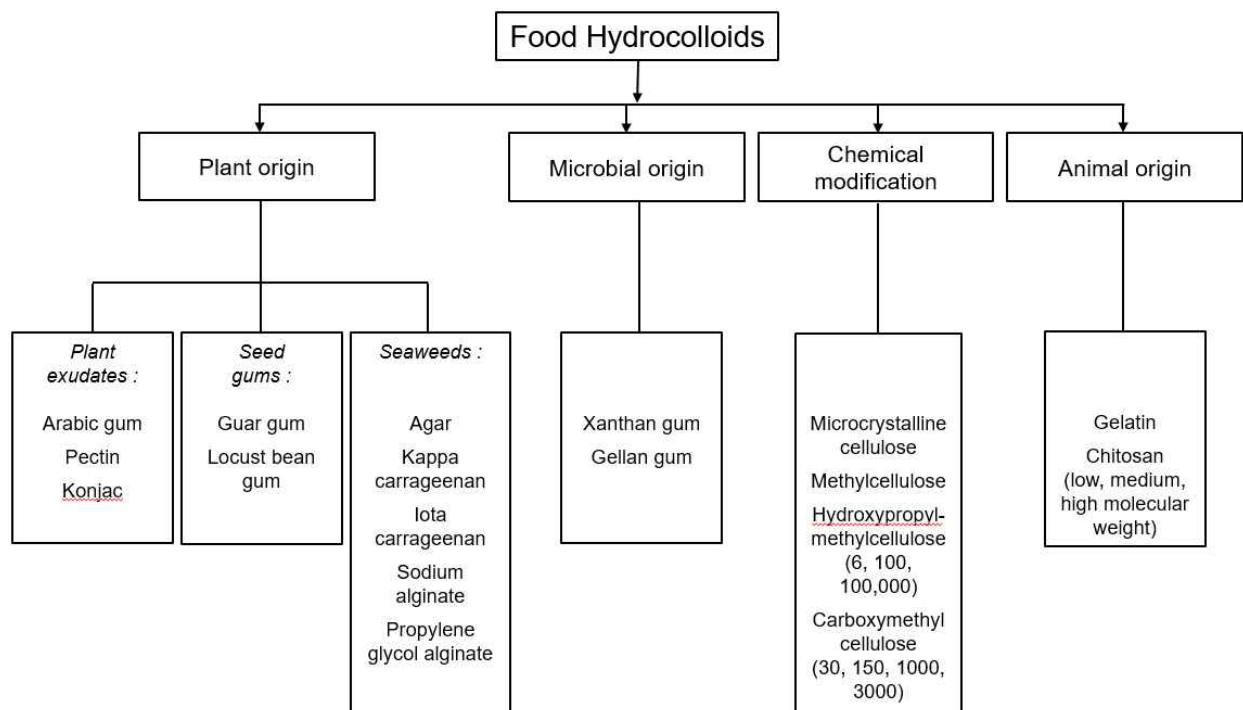 Food Hydrocolloids
Plant origin
Microbial origin
Chemical
modification
Animal origin
Plant
exudates :
Arabic gum
Pectin
Konjac
Seed
gums :
Guar gum
Locust bean
gum
Seaweeds :
Agar
Kappa
carrageenan
Iota
carrageenan
Sodium
alginate
Propylene
glycol alginate
Xanthan gum
Gellan gum
Microcrystalline
cellulose
Methylcellulose
Hydroxypropyl-
methylcellulose
(6, 100,
100,000)
Carboxymethyl
cellulose
(30, 150, 1000,
3000)
Gelatin
Chitosan
(low, medium,
high molecular
weight)